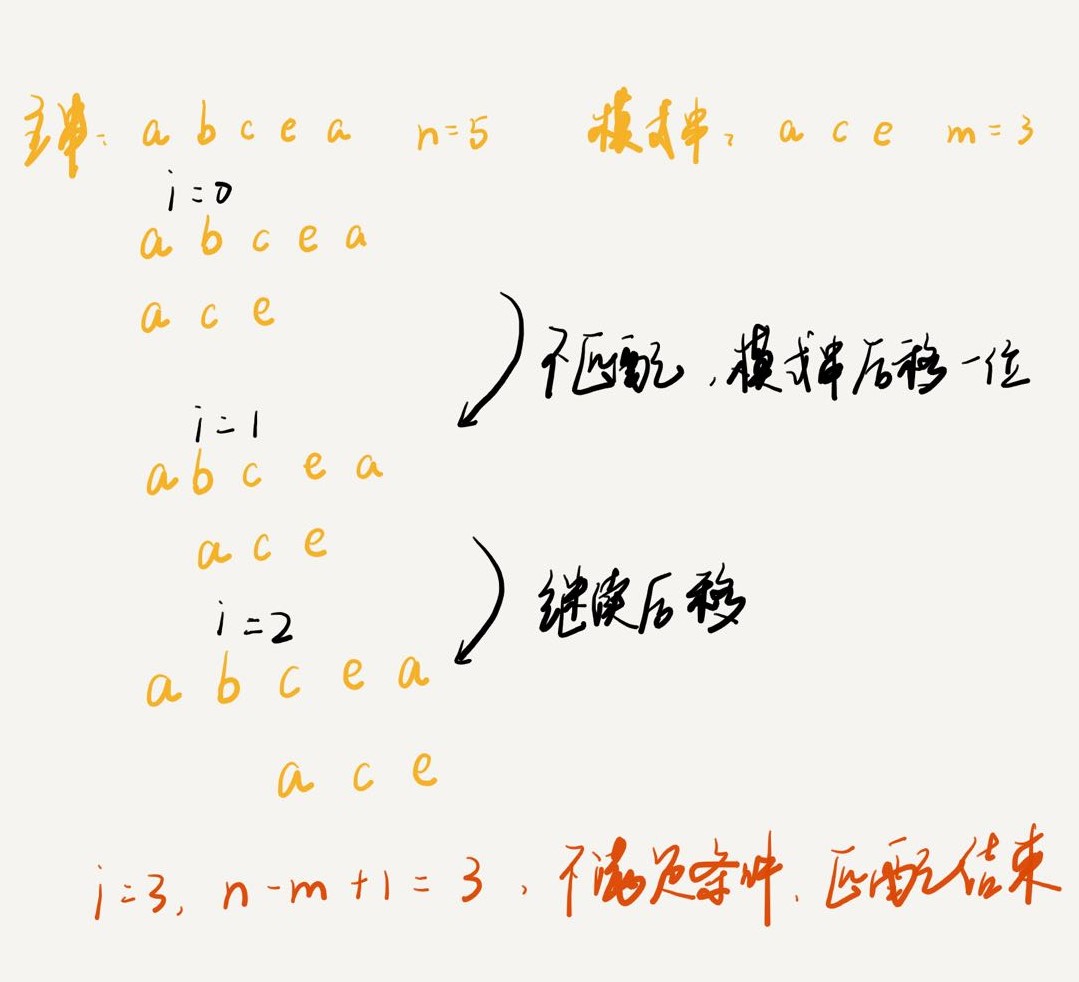 主串: a b c e a n=5 模式串: a c e m=3
i=0
a b c e a
a c e
不匹配,模式串后移一位
i=1
a b c e a
a c e
继续后移
i=2
a b c e a
a c e
i=3, n-m+1=3,不满足条件,匹配结束